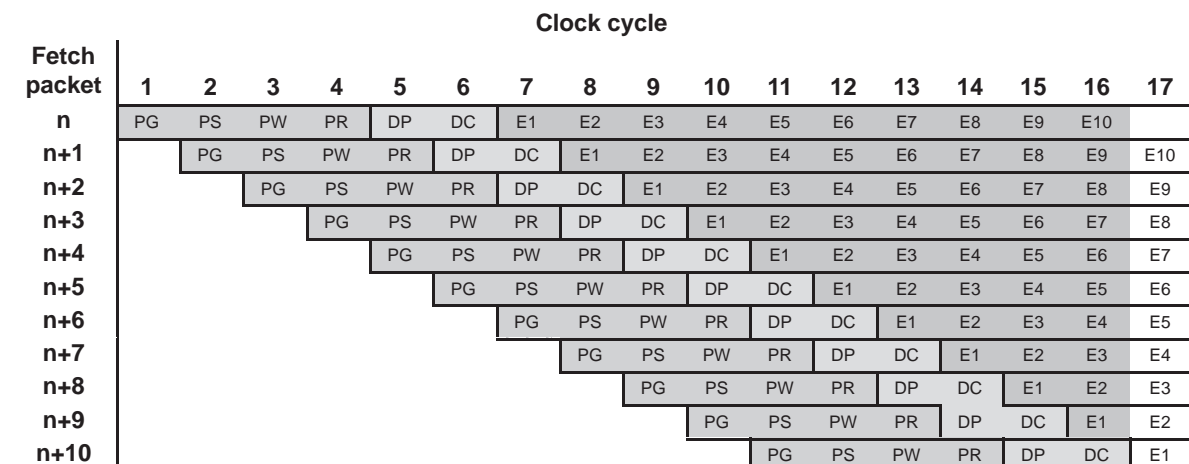 Clock cycle
Fetch
packet 1 2 3 4 5 6 7 8 9 10 11 12 13 14 15 16 17
n PG PS PW PR DP DC E1 E2 E3 E4 E5 E6 E7 E8 E9 E10
n+1 PG PS PW PR DP DC E1 E2 E3 E4 E5 E6 E7 E8 E9 E10
n+2 PG PS PW PR DP DC E1 E2 E3 E4 E5 E6 E7 E8 E9
n+3 PG PS PW PR DP DC E1 E2 E3 E4 E5 E6 E7 E8
n+4 PG PS PW PR DP DC E1 E2 E3 E4 E5 E6 E7
n+5 PG PS PW PR DP DC E1 E2 E3 E4 E5 E6
n+6 PG PS PW PR DP DC E1 E2 E3 E4 E5
n+7 PG PS PW PR DP DC E1 E2 E3 E4
n+8 PG PS PW PR DP DC E1 E2 E3
n+9 PG PS PW PR DP DC E1 E2
n+10 PG PS PW PR DP DC E1